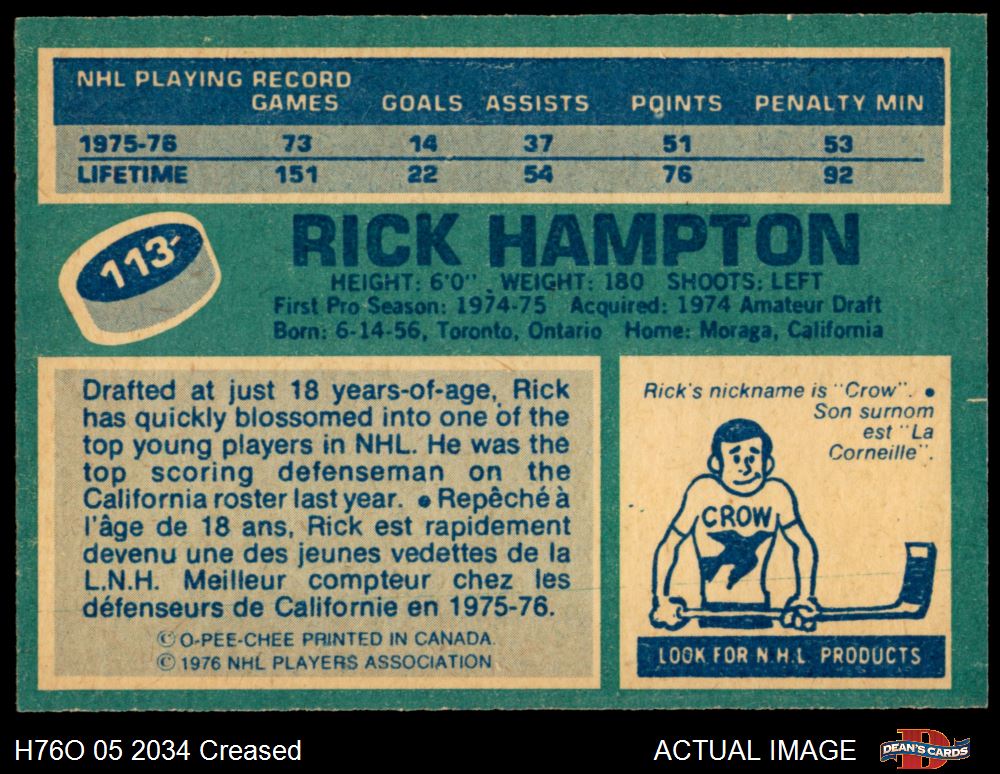 NHL PLAYING RECORD
GAMES GOALS ASSISTS POINTS PENALTY MIN
1975-76 73 14 37 51 53
LIFETIME 151 22 54 76 92
113-
RICK HAMPTON
HEIGHT: 6'0" WEIGHT: 180 SHOOTS: LEFT
First Pro Season: 1974-75 Acquired: 1974 Amateur Draft
Born: 6-14-56, Toronto, Ontario Home: Moraga, California
Drafted at just 18 years-of-age, Rick
has quickly blossomed into one of the
top young players in NHL. He was the
top scoring defenseman on the
California roster last year. • Repêché à
l'âge de 18 ans, Rick est rapidement
devenu une des jeunes vedettes de la
L.N.H. Meilleur compteur chez les
défenseurs de Californie en 1975-76.
© O-PEE-CHEE PRINTED IN CANADA.
© 1976 NHL PLAYERS ASSOCIATION
Rick's nickname is "Crow". •
Son surnom
est "La
Corneille".
CROW
LOOK FOR N.H.L. PRODUCTS
H76O 05 2034 Creased
ACTUAL IMAGE
DEAN'S CARDS